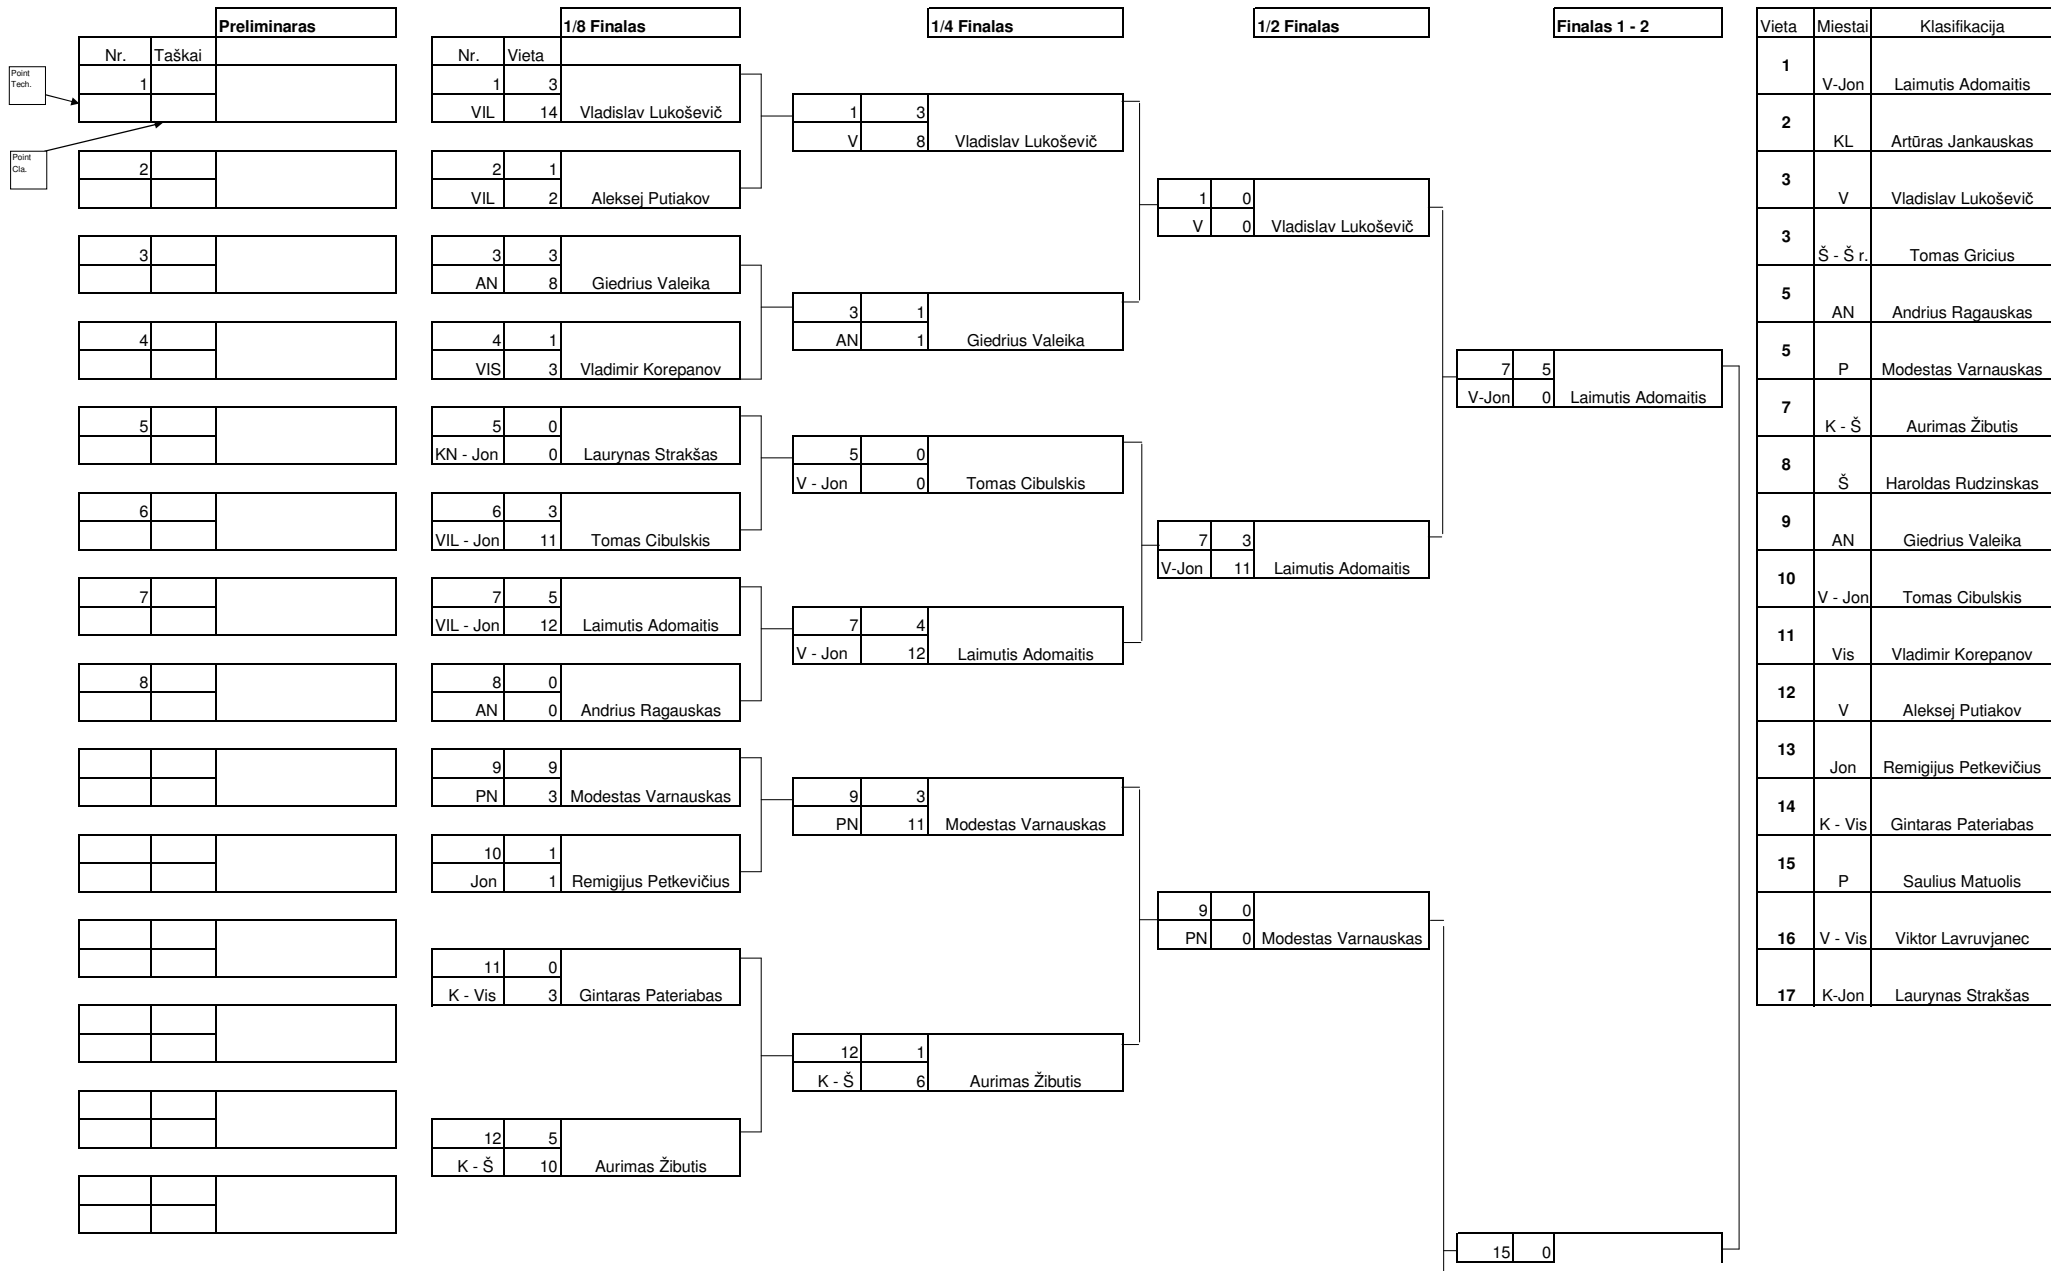 Preliminaras 1/8 Finalas 1/4 Finalas 1/2 Finalas Finalas 1 - 2 Vieta Miestai Klasifikacija
Nr. Taškai Nr. Vieta
Point
Tech.
Point
Cla.
1
2
3
4
5
6
7
8
1 3
VIL 14 Vladislav Lukoševič
2 1
VIL 2 Aleksej Putiakov
3 3
AN 8 Giedrius Valeika
4 1
VIS 3 Vladimir Korepanov
5 0
KN - Jon 0 Laurynas Strakšas
6 3
VIL - Jon 11 Tomas Cibulskis
7 5
VIL - Jon 12 Laimutis Adomaitis
8 0
AN 0 Andrius Ragauskas
9 9
PN 3 Modestas Varnauskas
10 1
Jon 1 Remigijus Petkevičius
11 0
K - Vis 3 Gintaras Pateriabas
12 5
K - Š 10 Aurimas Žibutis
1 3
V 8 Vladislav Lukoševič
3 1
AN 1 Giedrius Valeika
5 0
V - Jon 0 Tomas Cibulskis
7 4
V - Jon 12 Laimutis Adomaitis
9 3
PN 11 Modestas Varnauskas
12 1
K - Š 6 Aurimas Žibutis
1 0
V 0 Vladislav Lukoševič
7 3
V-Jon 11 Laimutis Adomaitis
9 0
PN 0 Modestas Varnauskas
7 5
V-Jon 0 Laimutis Adomaitis
15 0
1 V-Jon Laimutis Adomaitis
2 KL Artūras Jankauskas
3 V Vladislav Lukoševič
3 Š - Š r. Tomas Gricius
5 AN Andrius Ragauskas
5 P Modestas Varnauskas
7 K - Š Aurimas Žibutis
8 Š Haroldas Rudzinskas
9 AN Giedrius Valeika
10 V - Jon Tomas Cibulskis
11 Vis Vladimir Korepanov
12 V Aleksej Putiakov
13 Jon Remigijus Petkevičius
14 K - Vis Gintaras Pateriabas
15 P Saulius Matuolis
16 V - Vis Viktor Lavruvjanec
17 K-Jon Laurynas Strakšas